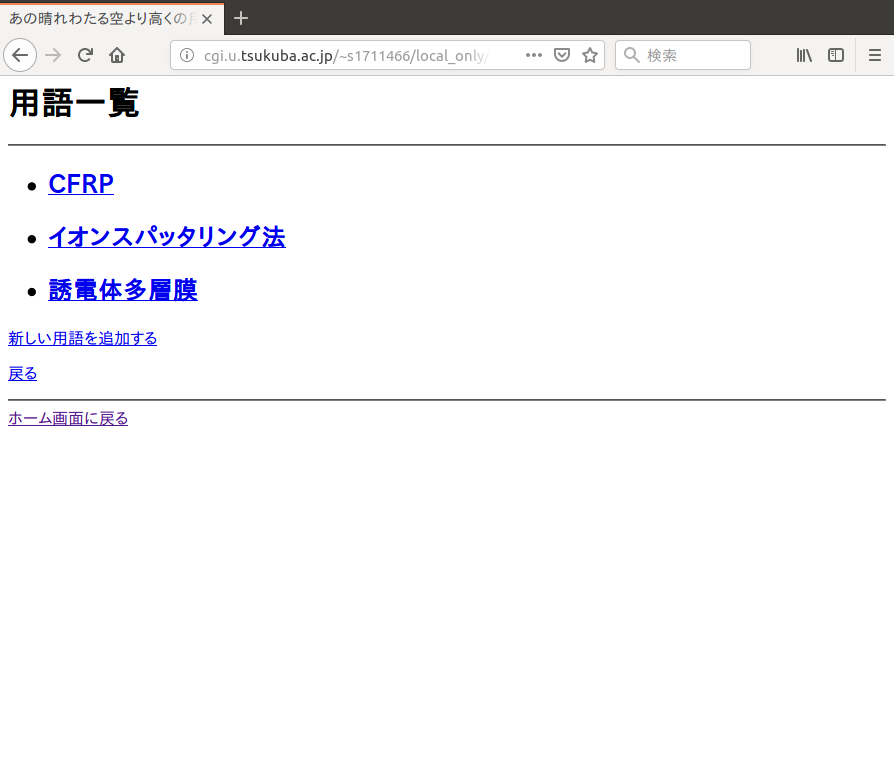 あの晴れわたる空より高くの
cgi.u.tsukuba.ac.jp/~s1711466/local_only/
検索
用語一覧
CFRP
イオンスパッタリング法
誘電体多層膜
新しい用語を追加する
戻る
ホーム画面に戻る